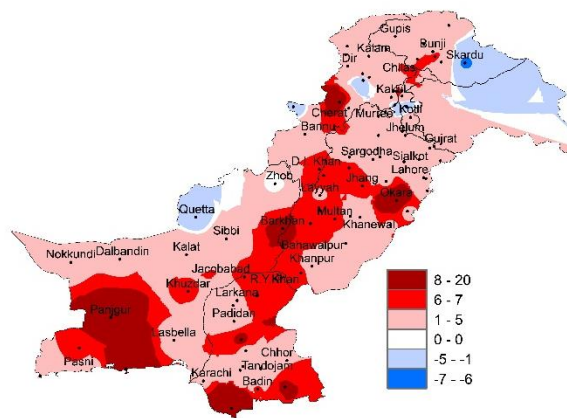 Gupis
Kalam
Bunji
Dir
Skardu
Chilas
Kakul
Cherat
Murree
Kotli
Bannu
Jhelum
Gujrat
Sargodha
Sialkot
D.I. Khan
Lahore
Zhob
Jhang
Layyah
Okara
Quetta
Multan
Barkhan
Khanewal
Sibbi
Bahawalpur
Kalat
Nokkundi
Dalbandin
Khanpur
Jacobabad
R.Y.Khan
Khuzdar
Larkana
Panjgur
Padidan
Lasbella
Pasni
Chhor
Tandojam
Karachi
Badin
8 - 20
6 - 7
1 - 5
0 - 0
-5 - -1
-7 - -6